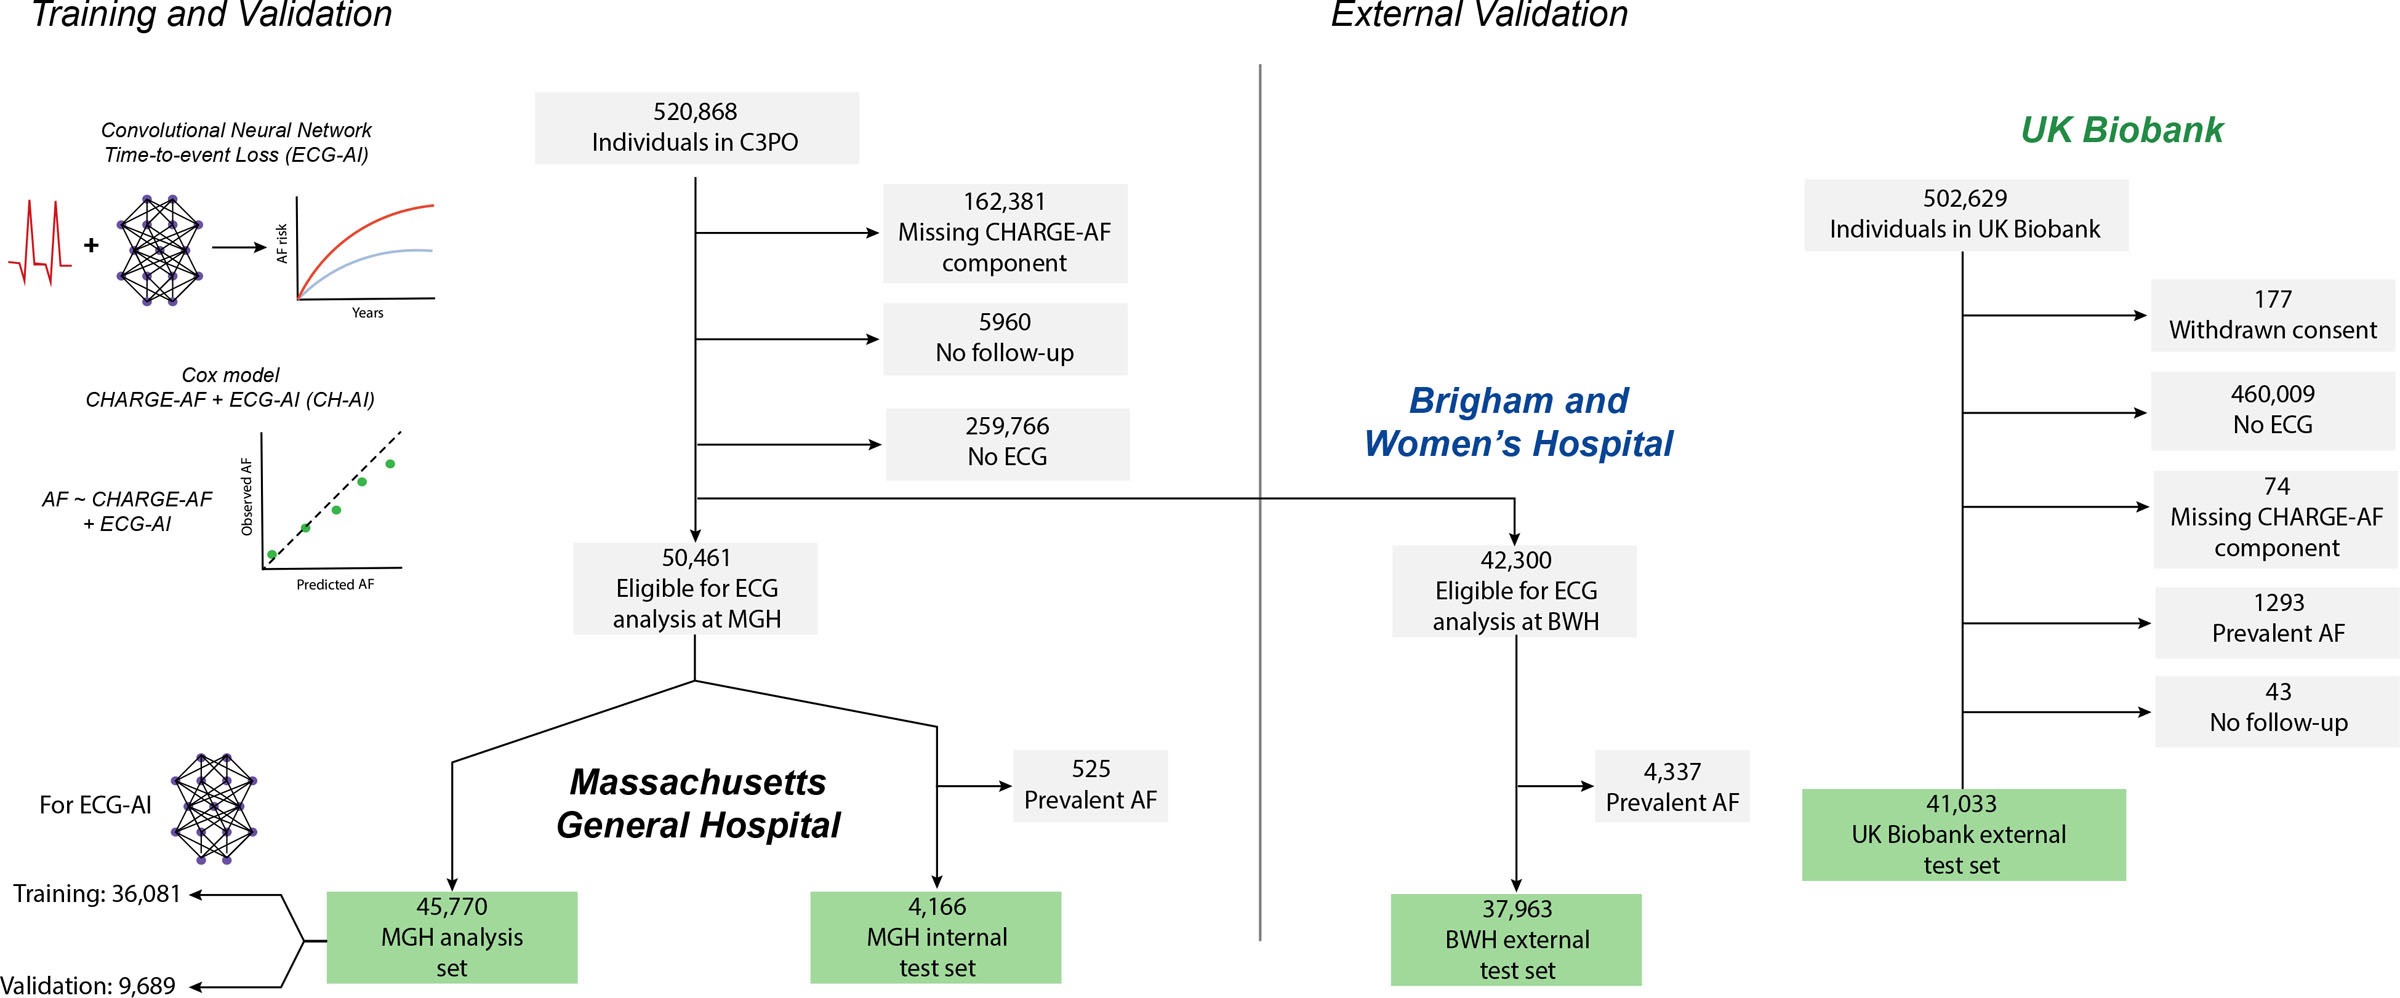 Training and Validation
External Validation
Convolutional Neural Network
Time-to-event Loss (ECG-AI)
+
AF risk
Years
Cox model
CHARGE-AF + ECG-AI (CH-AI)
AF ~ CHARGE-AF
+ ECG-AI
Observed AF
Predicted AF
520,868
Individuals in C3PO
162,381
Missing CHARGE-AF
component
5960
No follow-up
259,766
No ECG
50,461
Eligible for ECG
analysis at MGH
Massachusetts
General Hospital
525
Prevalent AF
For ECG-AI
Training: 36,081
Validation: 9,689
45,770
MGH analysis
set
4,166
MGH internal
test set
Brigham and
Women’s Hospital
42,300
Eligible for ECG
analysis at BWH
4,337
Prevalent AF
37,963
BWH external
test set
UK Biobank
502,629
Individuals in UK Biobank
177
Withdrawn consent
460,009
No ECG
74
Missing CHARGE-AF
component
1293
Prevalent AF
43
No follow-up
41,033
UK Biobank external
test set